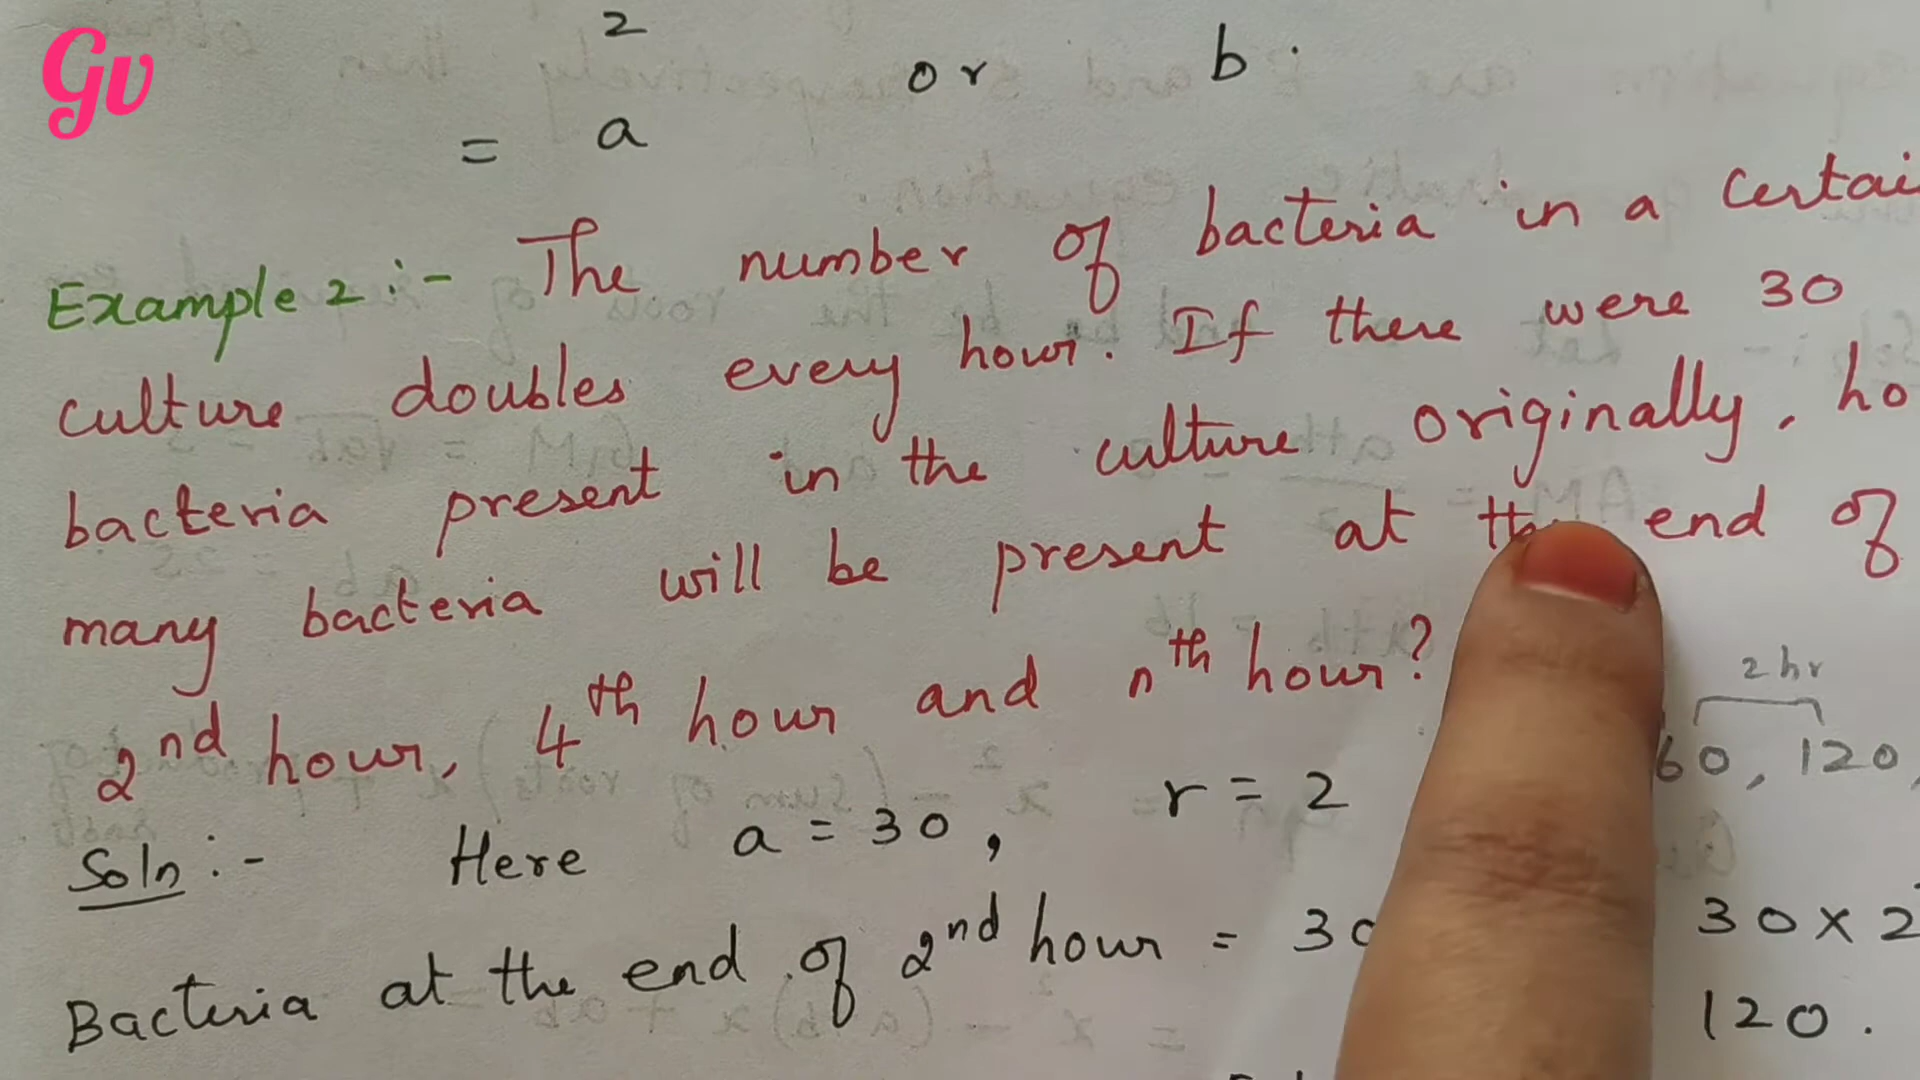 Gv
2
or b.
= a
Example 2 :- The number of bacteria in a certai
culture doubles every hour. If there were 30
bacteria present in the culture originally, ho
many bacteria will be present at the end of
2nd hour, 4th hour and nth hour?
2 hr
60, 120,
Soln :- Here a = 30, r = 2
Bacteria at the end of 2nd hour = 30 30 x 2
120.